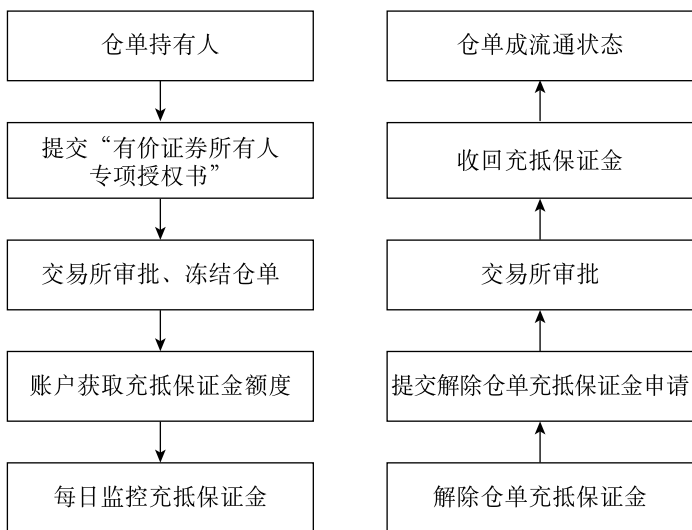 仓单持有人
提交“有价证券所有人
专项授权书”
交易所审批、冻结仓单
账户获取充抵保证金额度
每日监控充抵保证金
仓单成流通状态
收回充抵保证金
交易所审批
提交解除仓单充抵保证金申请
解除仓单充抵保证金